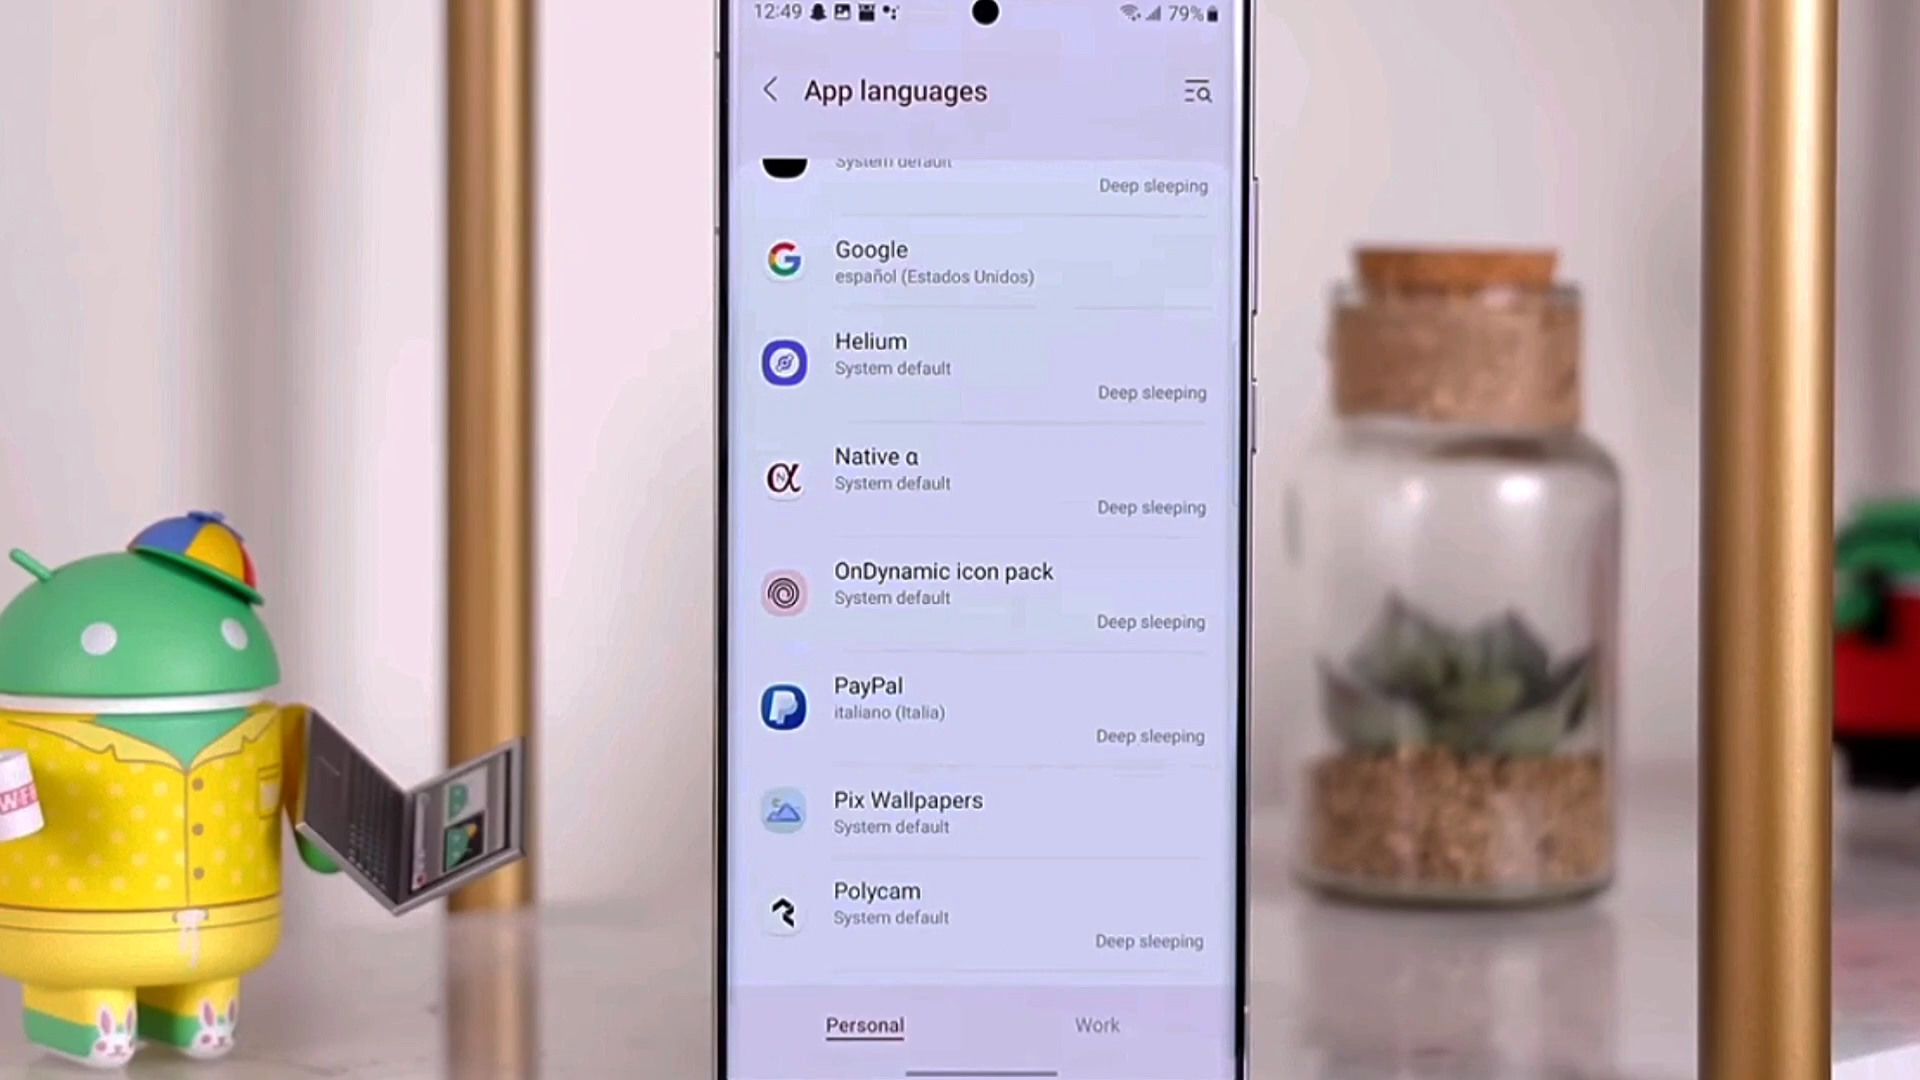 12:49
79%
App languages
System default
Deep sleeping
Google
español (Estados Unidos)
Helium
System default
Deep sleeping
Native α
System default
Deep sleeping
OnDynamic icon pack
System default
Deep sleeping
PayPal
italiano (Italia)
Deep sleeping
Pix Wallpapers
System default
Polycam
System default
Deep sleeping
Personal
Work